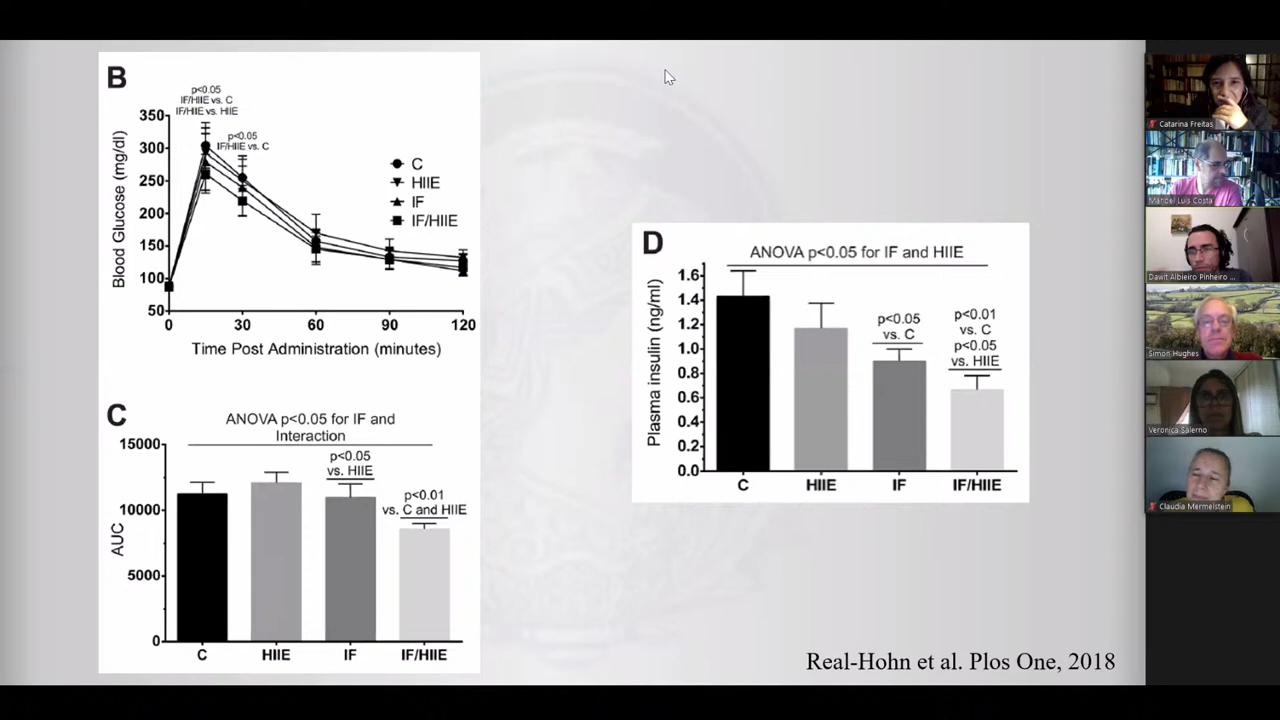 B
p<0.05
IF/HIIE vs. C
IF/HIIE vs. HIIE
p<0.05
IF/HIIE vs. C
350
300
250
200
150
100
50
Blood Glucose (mg/dl)
C
HIIE
IF
IF/HIIE
0
30
60
90
120
Time Post Administration (minutes)
C
ANOVA p<0.05 for IF and
Interaction
p<0.05
vs. HIIE
p<0.01
vs. C and HIIE
15000
10000
5000
0
AUC
C
HIIE
IF
IF/HIIE
D
ANOVA p<0.05 for IF and HIIE
p<0.05
vs. C
p<0.01
vs. C
p<0.05
vs. HIIE
1.6
1.4
1.2
1.0
0.8
0.6
0.4
0.2
0.0
Plasma insulin (ng/ml)
C
HIIE
IF
IF/HIIE
Real-Hohn et al. Plos One, 2018
Catarina Freitas
Manoel Luis Costa
Dawit Albieiro Pinheiro ...
Simon Hughes
Veronica Salerno
Claudia Mermelstein